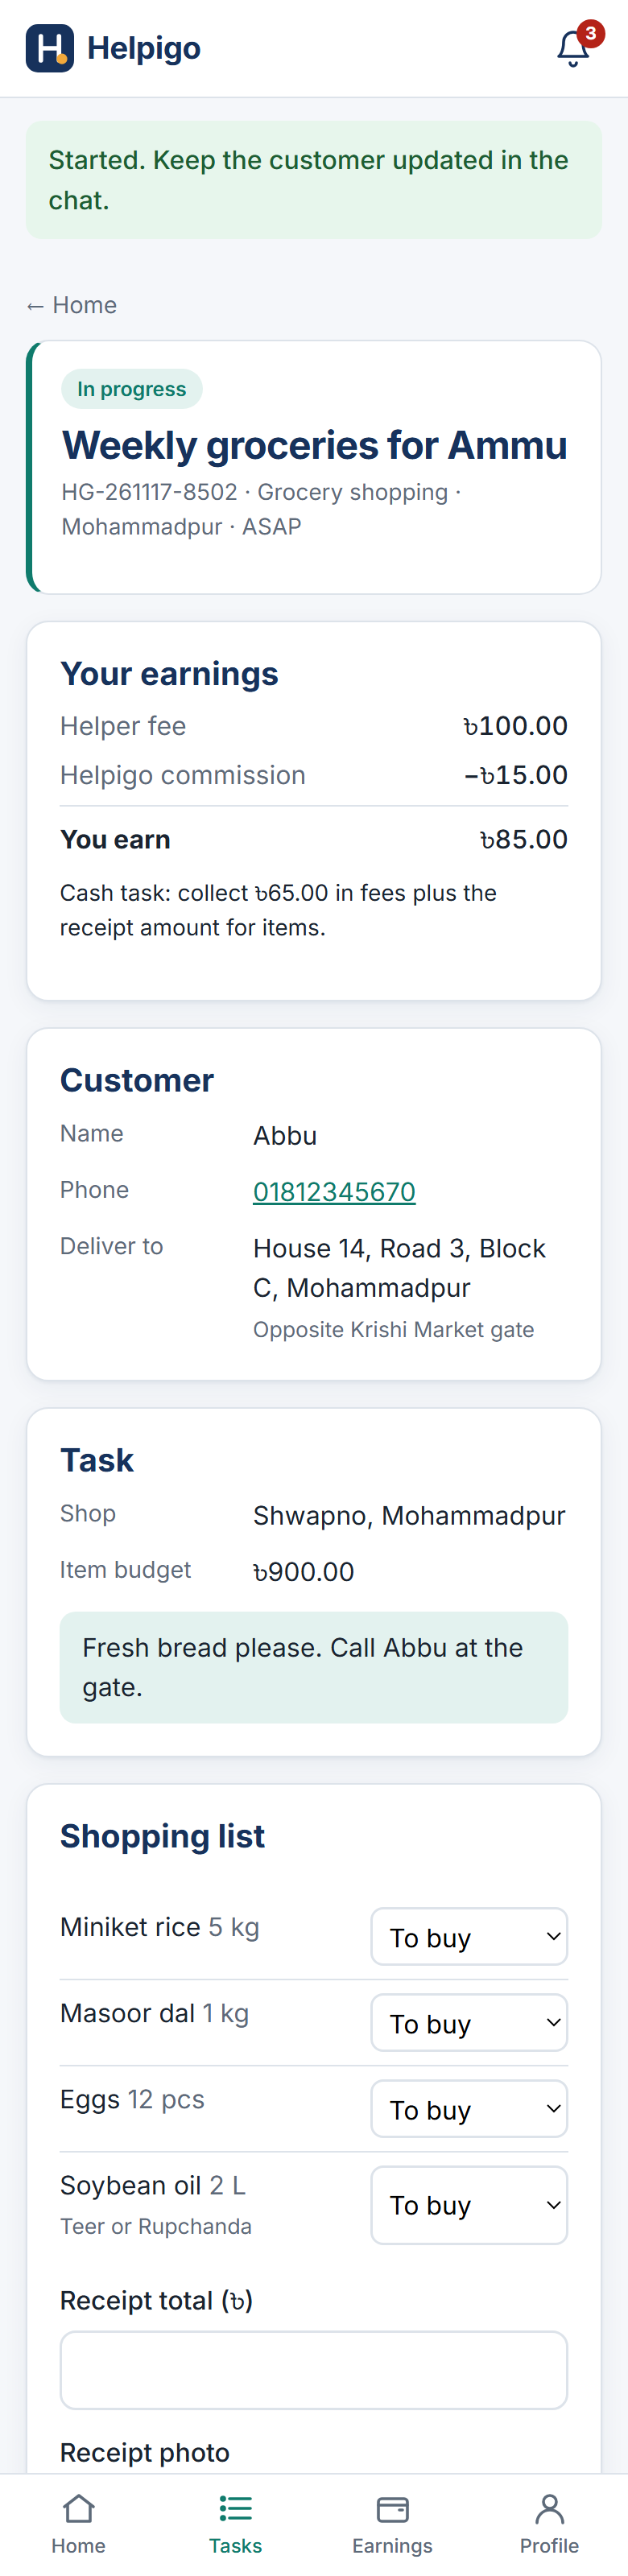 Helpigo
3
Started. Keep the customer updated in the
chat.
← Home
In progress
Weekly groceries for Ammu
HG-261117-8502 · Grocery shopping ·
Mohammadpur · ASAP
Your earnings
Helper fee ৳100.00
Helpigo commission −৳15.00
You earn ৳85.00
Cash task: collect ৳65.00 in fees plus the
receipt amount for items.
Customer
Name Abbu
Phone 01812345670
Deliver to House 14, Road 3, Block
C, Mohammadpur
Opposite Krishi Market gate
Task
Shop Shwapno, Mohammadpur
Item budget ৳900.00
Fresh bread please. Call Abbu at the
gate.
Shopping list
Miniket rice 5 kg To buy
Masoor dal 1 kg To buy
Eggs 12 pcs To buy
Soybean oil 2 L To buy
Teer or Rupchanda
Receipt total (৳)
Receipt photo
Home Tasks Earnings Profile